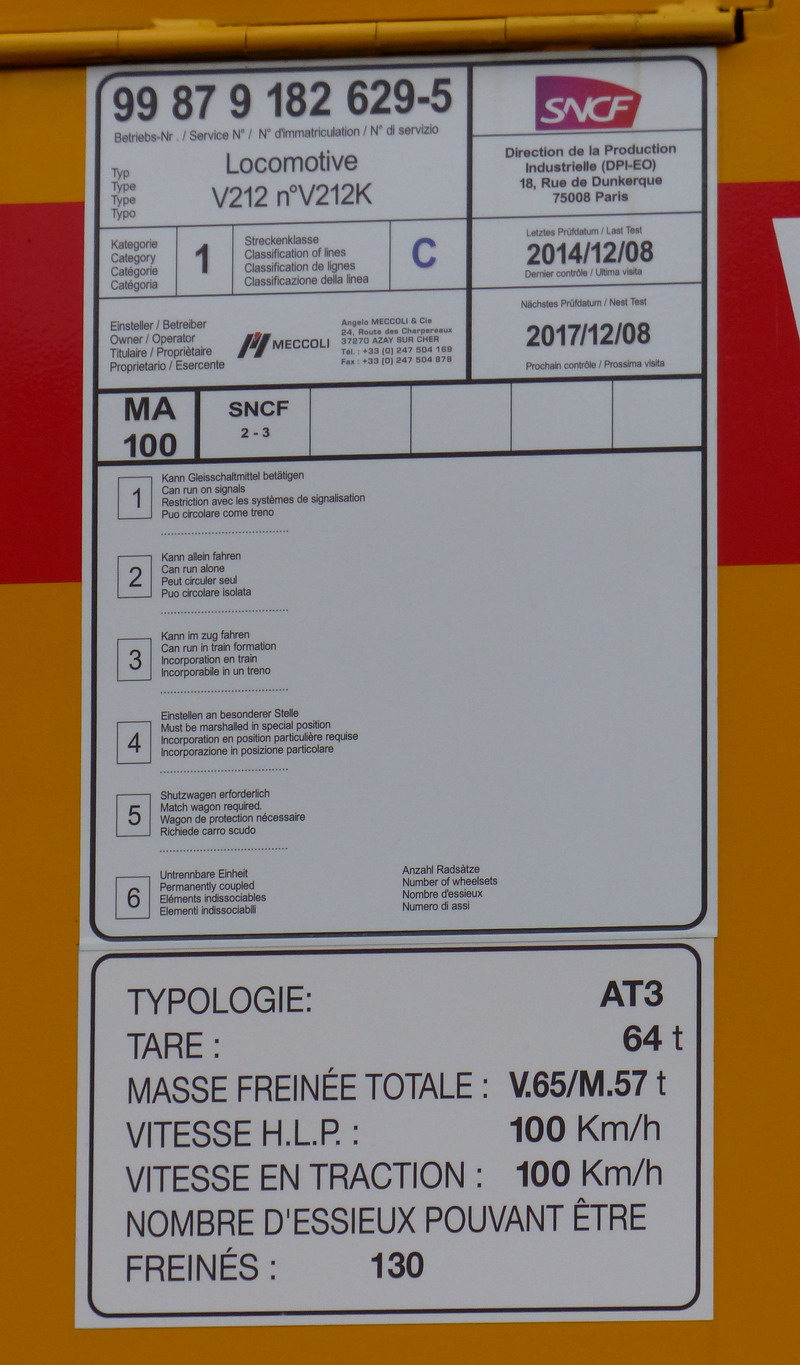 99 87 9 182 629-5
Betriebs-Nr . / Service N° / N° d'immatriculation / N° di servizio
Typ
Type
Type
Typo
Locomotive
V212 n°V212K
SNCF
Direction de la Production
Industrielle (DPI-EO)
18, Rue de Dunkerque
75008 Paris
Kategorie
Category
Catégorie
Catégoria
1
Streckenklasse
Classification of lines
Classification de lignes
Classificazione della linea
C
Letztes Prüfdatum / Last Test
2014/12/08
Dernier contrôle / Ultima visita
Einsteller / Betreiber
Owner / Operator
Titulaire / Propriètaire
Proprietario / Esercente
MECCOLI
Angelo MECCOLI & Cie
24, Route des Charpereaux
37270 AZAY SUR CHER
Tél. : +33 (0) 247 504 169
Fax : +33 (0) 247 504 878
Nächstes Prüfdatum / Nest Test
2017/12/08
Prochain contrôle / Prossima visita
MA
100
SNCF
2 - 3
1
Kann Gleisschaltmittel betätigen
Can run on signals
Restriction avec les systèmes de signalisation
Puo circolare come treno
2
Kann allein fahren
Can run alone
Peut circuler seul
Puo circolare isolata
3
Kann im zug fahren
Can run in train formation
Incorporation en train
Incorporabile in un treno
4
Einstellen an besonderer Stelle
Must be marshalled in special position
Incorporation en position particulière requise
Incorporazione in posizione particolare
5
Shutzwagen erforderlich
Match wagon required.
Wagon de protection nécessaire
Richiede carro scudo
6
Untrennbare Einheit
Permanently coupled
Eléments indissociables
Elementi indissociabili
Anzahl Radsàtze
Number of wheelsets
Nombre d'essieux
Numero di assi
TYPOLOGIE: AT3
TARE : 64 t
MASSE FREINÉE TOTALE : V.65/M.57 t
VITESSE H.L.P. : 100 Km/h
VITESSE EN TRACTION : 100 Km/h
NOMBRE D'ESSIEUX POUVANT ÊTRE
FREINÉS : 130